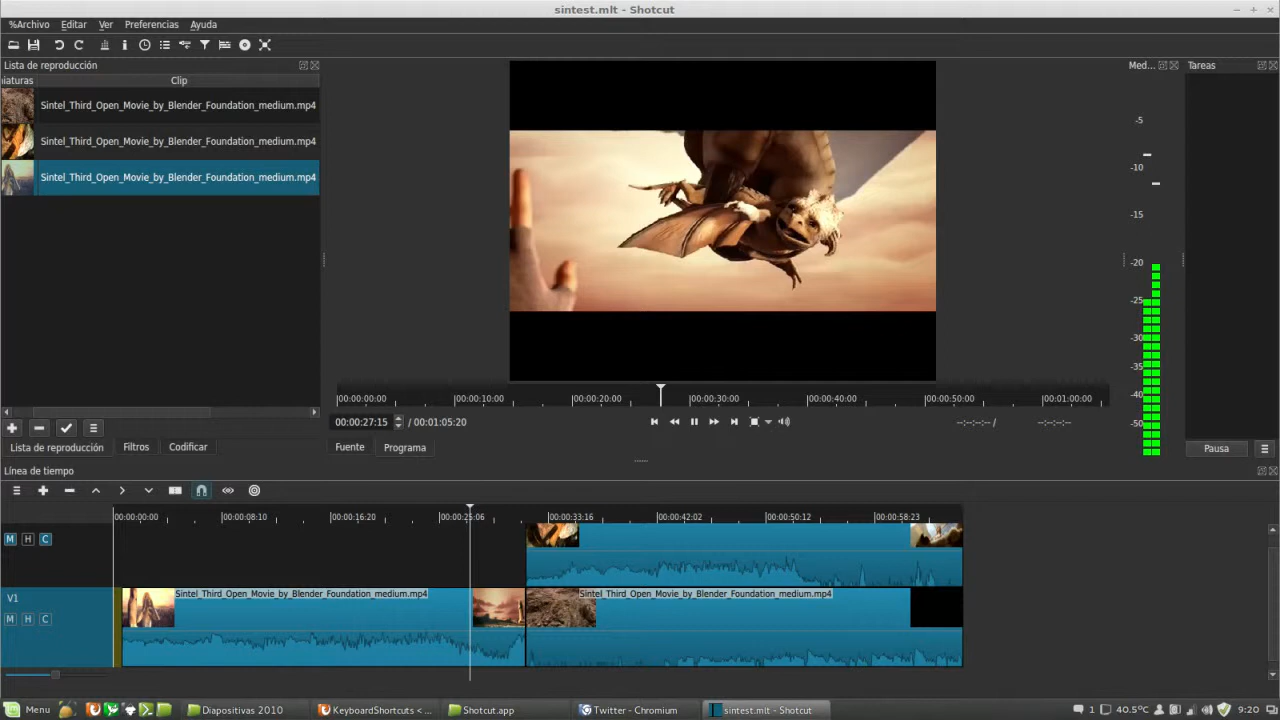 sintest.mlt - Shotcut
%Archivo Editar Ver Preferencias Ayuda
Lista de reproducción
iaturas Clip
Sintel_Third_Open_Movie_by_Blender_Foundation_medium.mp4
Sintel_Third_Open_Movie_by_Blender_Foundation_medium.mp4
Sintel_Third_Open_Movie_by_Blender_Foundation_medium.mp4
Med... Tareas
-5
-10
-15
-20
-25
-30
-35
-40
-50
00:00:00:00 00:00:10:00 00:00:20:00 00:00:30:00 00:00:40:00 00:00:50:00 00:01:00:00
00:00:27:15 / 00:01:05:20 --:--:--:-- / --:--:--:--
Lista de reproducción Filtros Codificar Fuente Programa Pausa
Línea de tiempo
00:00:00:00 00:00:08:10 00:00:16:20 00:00:25:06 00:00:33:16 00:00:42:02 00:00:50:12 00:00:58:23
M H C
V1
Sintel_Third_Open_Movie_by_Blender_Foundation_medium.mp4 Sintel_Third_Open_Movie_by_Blender_Foundation_medium.mp4
M H C
Menu Diapositivas 2010 KeyboardShortcuts <... Shotcut.app Twitter - Chromium sintest.mlt - Shotcut 1 40.5°C 9:20